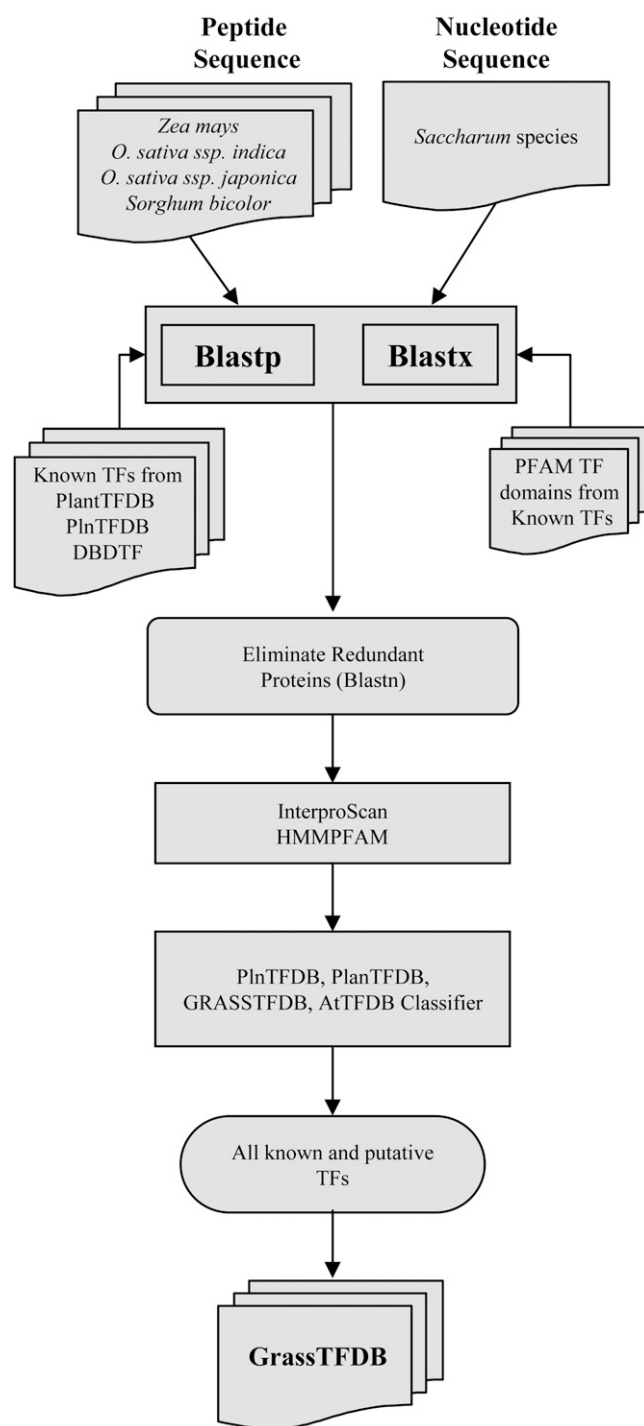 Peptide
Sequence
Nucleotide
Sequence
Zea mays
O. sativa ssp. indica
O. sativa ssp. japonica
Sorghum bicolor
Saccharum species
Blastp
Blastx
Known TFs from
PlantTFDB
PlnTFDB
DBDTF
PFAM TF
domains from
Known TFs
Eliminate Redundant
Proteins (Blastn)
InterproScan
HMMPFAM
PlnTFDB, PlanTFDB,
GRASSTFDB, AtTFDB Classifier
All known and putative
TFs
GrassTFDB